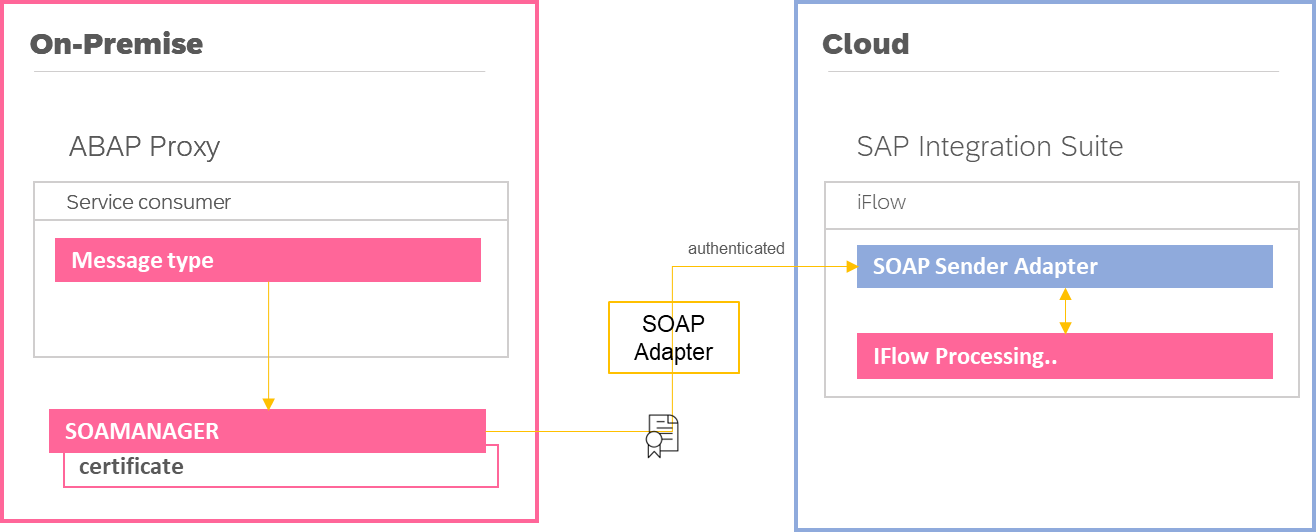 On-Premise
ABAP Proxy
Service consumer
Message type
SOAMANAGER
certificate
SOAP
Adapter
authenticated
Cloud
SAP Integration Suite
iFlow
SOAP Sender Adapter
IFlow Processing..